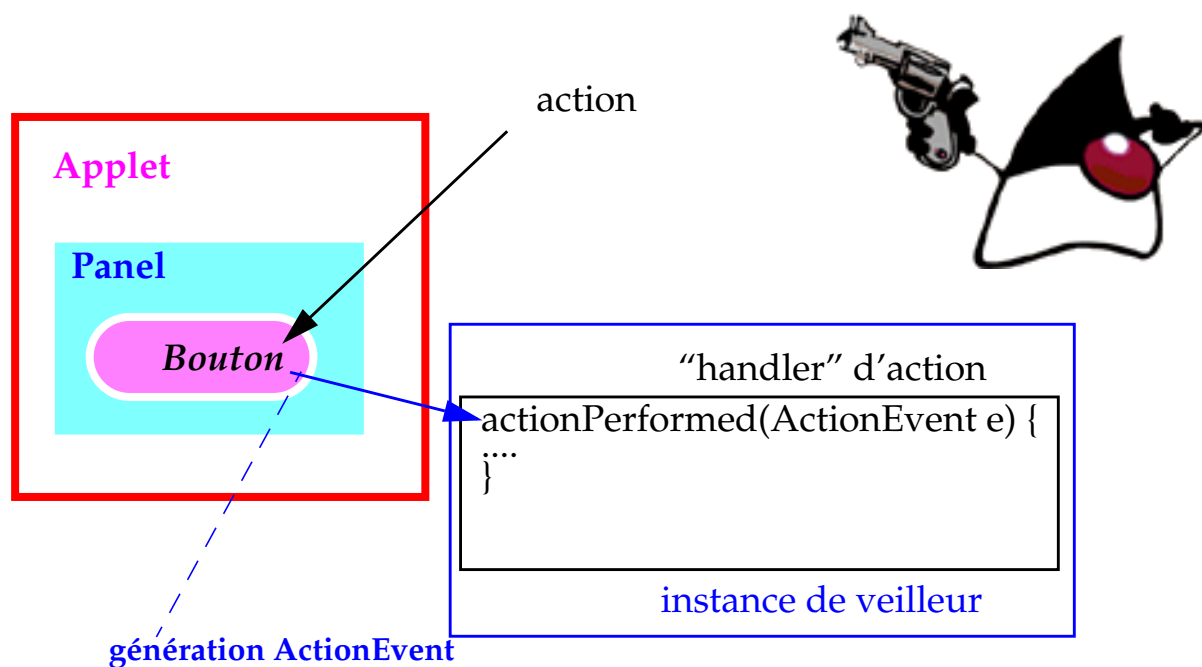 action
Applet
Panel
Bouton
“handler” d’action
actionPerformed(ActionEvent e) {
....
}
instance de veilleur
génération ActionEvent